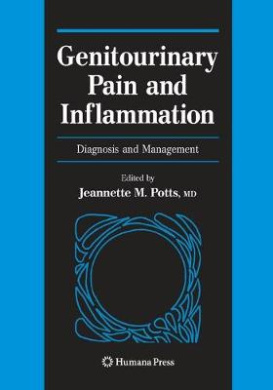 Genitourinary
Pain and
Inflammation
Diagnosis and Management
Edited by
Jeannette M. Potts, MD
Humana Press